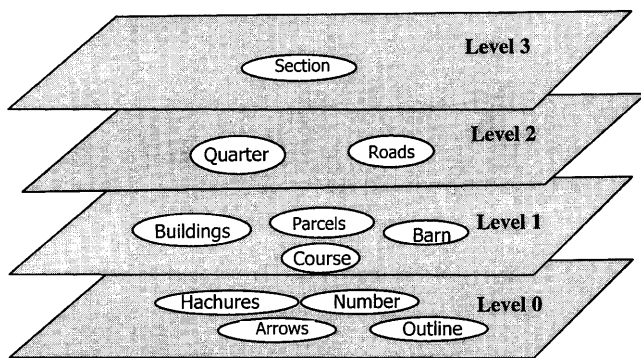 Level 3
Section
Level 2
Quarter Roads
Buildings Parcels Barn Level 1
Course
Hachures Number Level 0
Arrows Outline